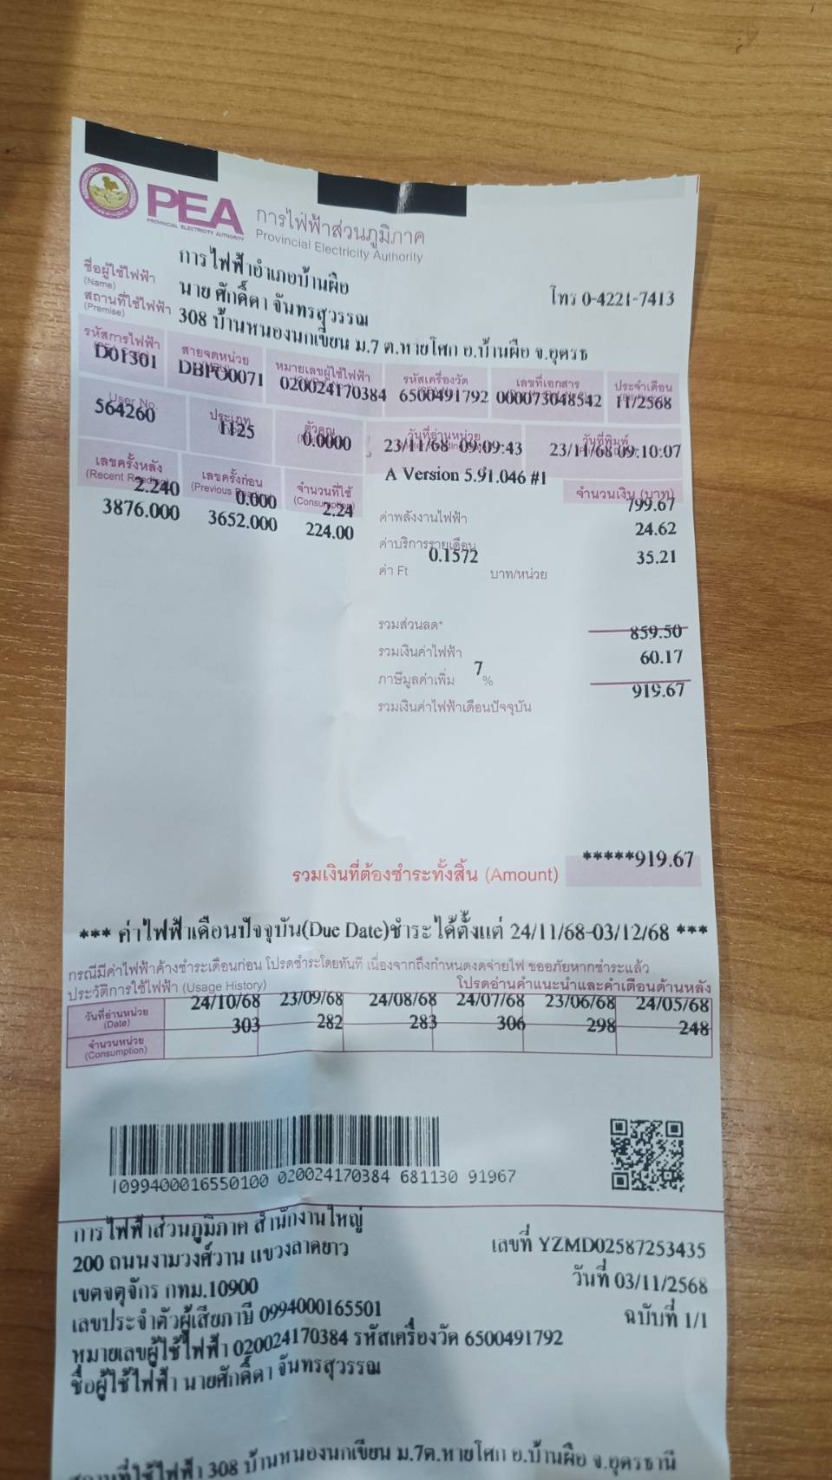 PEA การไฟฟ้าส่วนภูมิภาค
PROVINCIAL ELECTRICITY AUTHORITY Provincial Electricity Authority
การไฟฟ้าอำเภอบ้านผือ
ชื่อผู้ใช้ไฟฟ้า (Name) นาย ศักดิ์ดา จันทรสุวรรณ โทร 0-4221-7413
สถานที่ใช้ไฟฟ้า (Premise) 308 บ้านหนองนกเขียน ม.7 ต.หายโศก อ.บ้านผือ จ.อุดรธ
รหัสการไฟฟ้า สายจดหน่วย หมายเลขผู้ใช้ไฟฟ้า รหัสเครื่องวัด เลขที่เอกสาร ประจำเดือน
D01301 DBPO0071 020024170384 6500491792 000073048542 11/2568
User No. ประเภท ตัวคูณ วันที่อ่านหน่วย วันที่พิมพ์
564260 1125 0.0000 23/11/68 09:09:43 23/11/68 09:10:07
A Version 5.91.046 #1
เลขครั้งหลัง เลขครั้งก่อน จำนวนที่ใช้ จำนวนเงิน (บาท)
2.240 0.000 2.24
3876.000 3652.000 224.00
ค่าพลังงานไฟฟ้า 799.67
ค่าบริการรายเดือน 24.62
ค่า Ft 0.1572 บาท/หน่วย 35.21
รวมส่วนลด*
รวมเงินค่าไฟฟ้า 859.50
ภาษีมูลค่าเพิ่ม 7 % 60.17
รวมเงินค่าไฟฟ้าเดือนปัจจุบัน 919.67
รวมเงินที่ต้องชำระทั้งสิ้น (Amount) *****919.67
*** ค่าไฟฟ้าเดือนปัจจุบัน(Due Date)ชำระได้ตั้งแต่ 24/11/68-03/12/68 ***
กรณีมีค่าไฟฟ้าค้างชำระเดือนก่อน โปรดชำระโดยทันที เนื่องจากถึงกำหนดงดจ่ายไฟ ขออภัยหากชำระแล้ว
ประวัติการใช้ไฟฟ้า (Usage History) โปรดอ่านคำแนะนำและคำเตือนด้านหลัง
วันที่อ่านหน่วย (Date) 24/10/68 23/09/68 24/08/68 24/07/68 23/06/68 24/05/68
จำนวนหน่วย (Consumption) 303 282 283 306 298 248
|099400016550100 020024170384 681130 91967
การไฟฟ้าส่วนภูมิภาค สำนักงานใหญ่
200 ถนนงามวงศ์วาน แขวงลาดยาว เลขที่ YZMD02587253435
เขตจตุจักร กทม.10900 วันที่ 03/11/2568
เลขประจำตัวผู้เสียภาษี 0994000165501 ฉบับที่ 1/1
หมายเลขผู้ใช้ไฟฟ้า 020024170384 รหัสเครื่องวัด 6500491792
ชื่อผู้ใช้ไฟฟ้า นายศักดิ์ดา จันทรสุวรรณ
สถานที่ใช้ไฟฟ้า 308 บ้านหนองนกเขียน ม.7ต.หายโศก อ.บ้านผือ จ.อุดรธานี